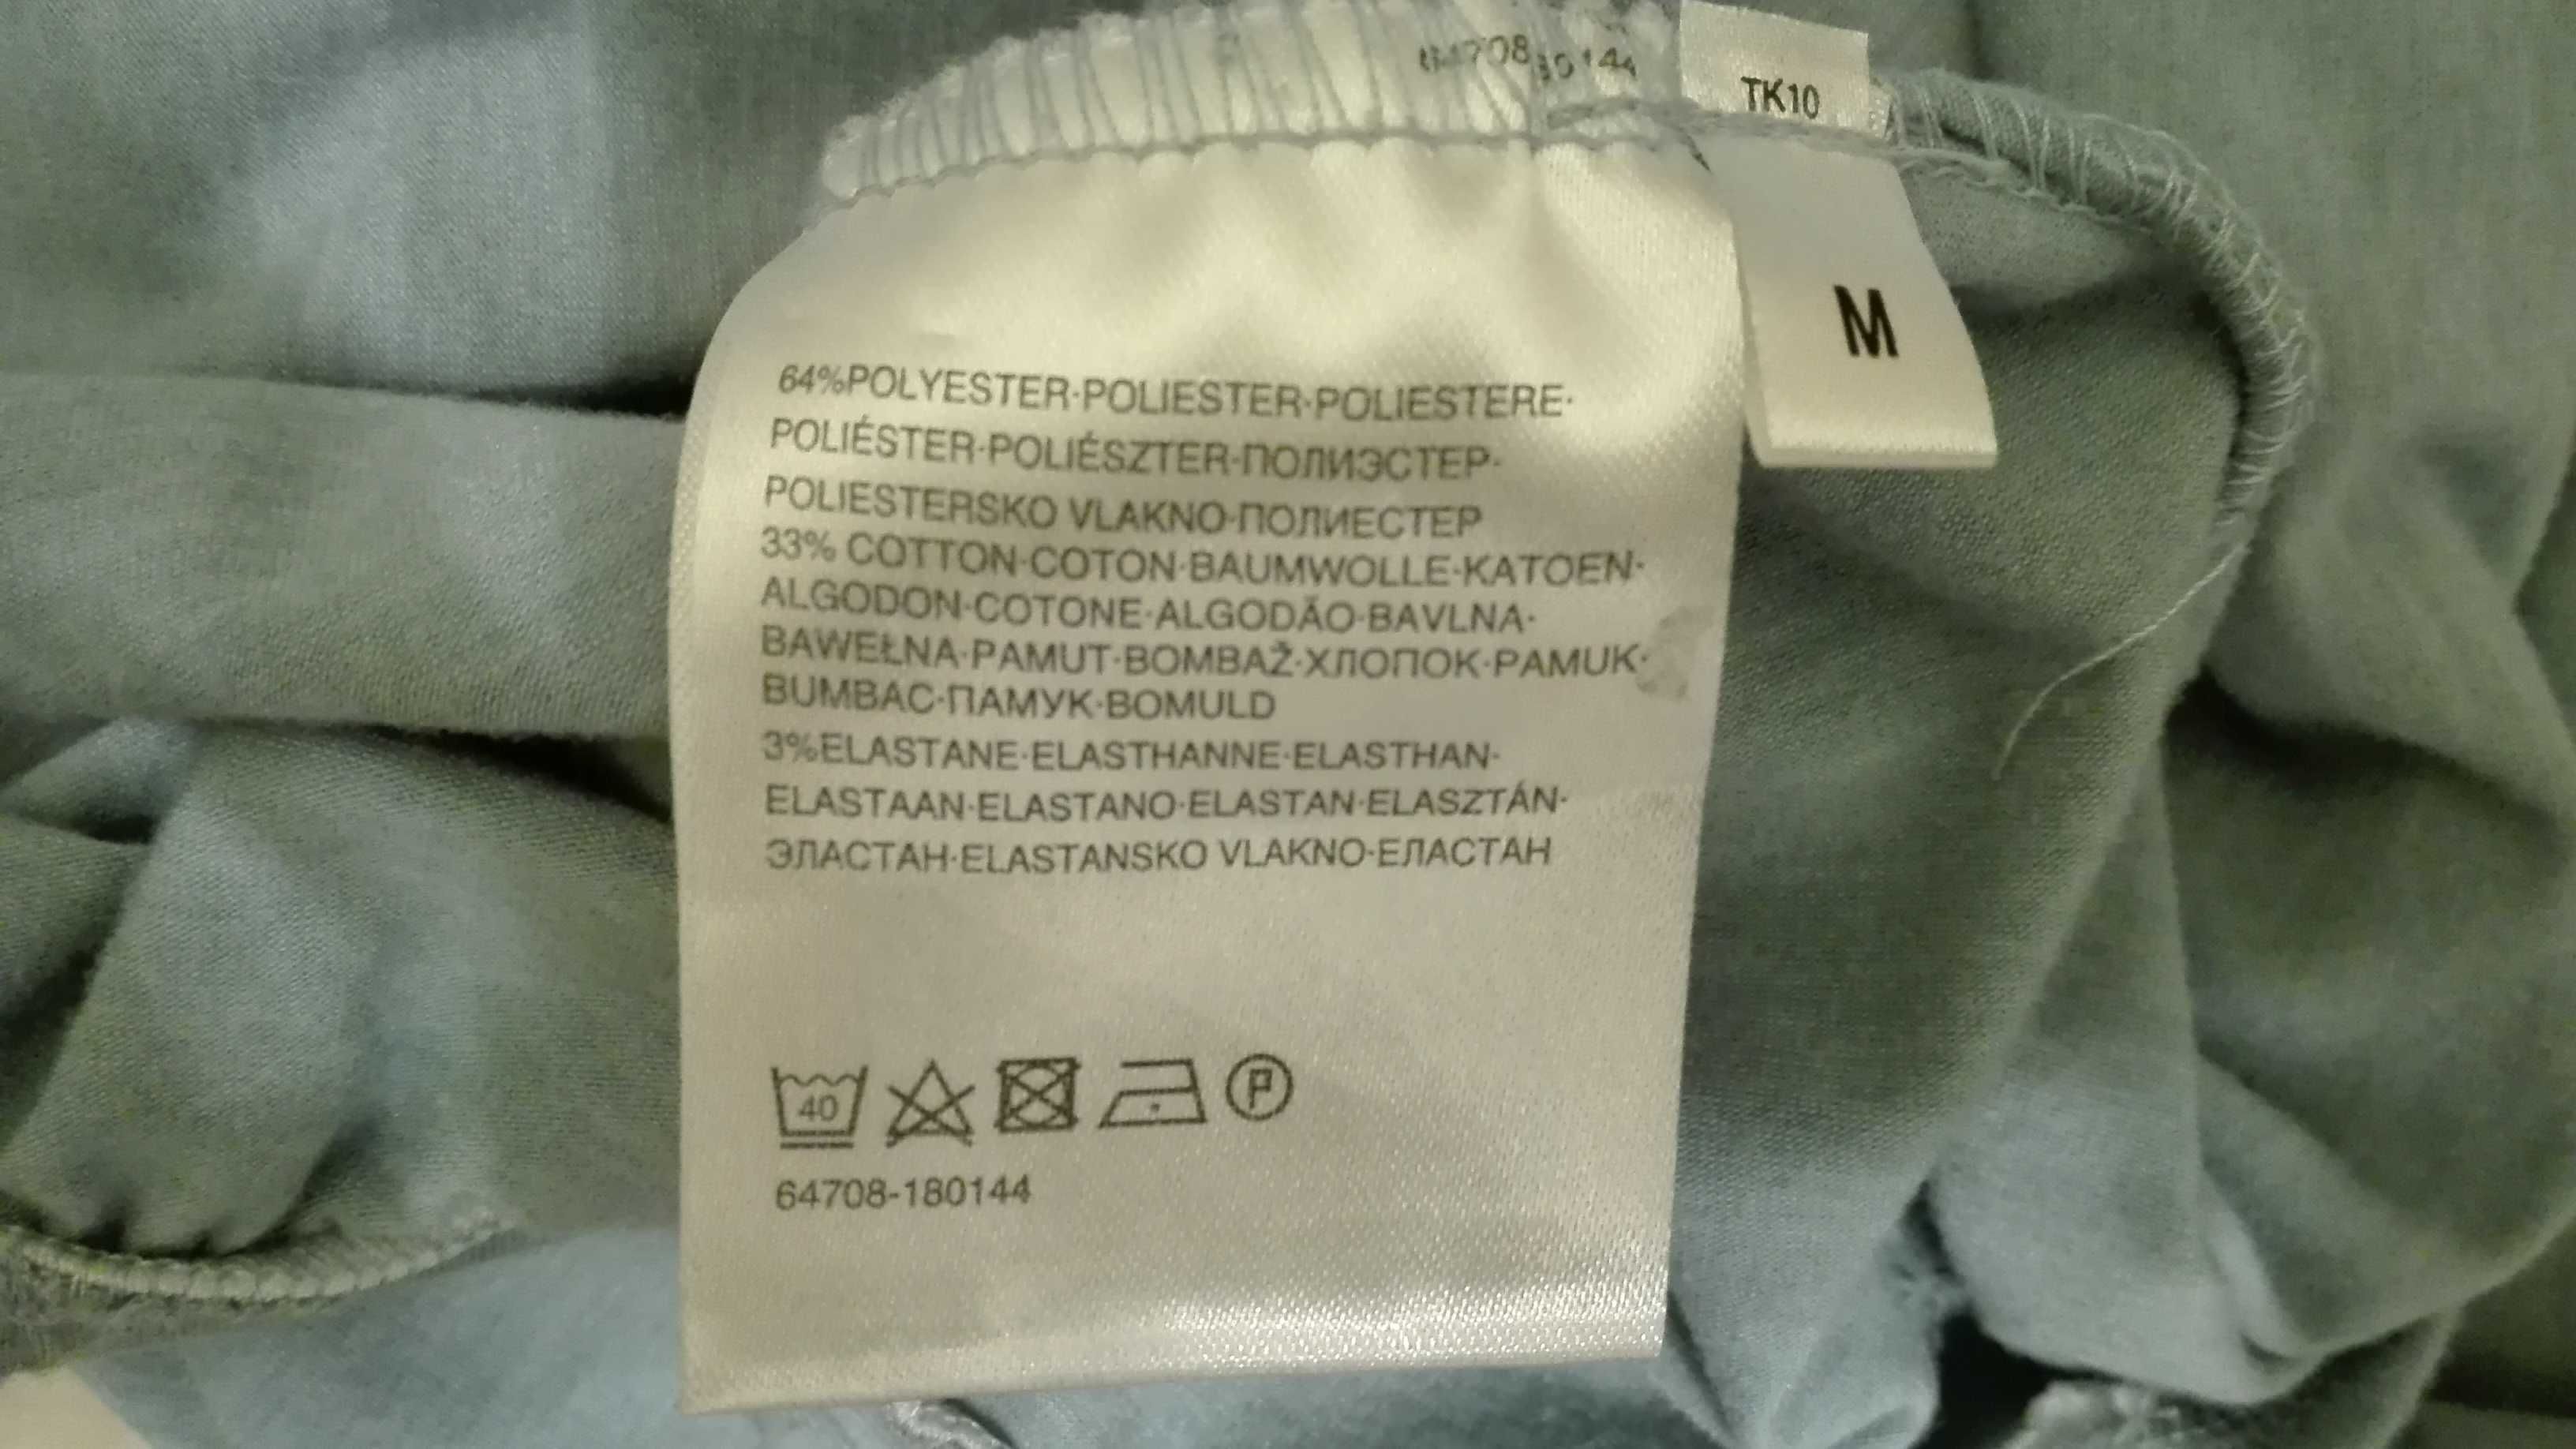 TK10
M
64%POLYESTER·POLIESTER·POLIESTERE·
POLIÉSTER·POLIÉSZTER·ПОЛИЭСТЕР·
POLIESTERSKO VLAKNO·ПОЛИЕСТЕР
33% COTTON·COTON·BAUMWOLLE·KATOEN·
ALGODON·COTONE·ALGODÃO·BAVLNA·
BAWEŁNA·PAMUT·BOMBAŽ·ХЛОПОК·PAMUK·
BUMBAC·ПАМУК·BOMULD
3%ELASTANE·ELASTHANNE·ELASTHAN·
ELASTAAN·ELASTANO·ELASTAN·ELASZTÁN·
ЭЛАСТАН·ELASTANSKO VLAKNO·ЕЛАСТАН
40
P
64708-180144